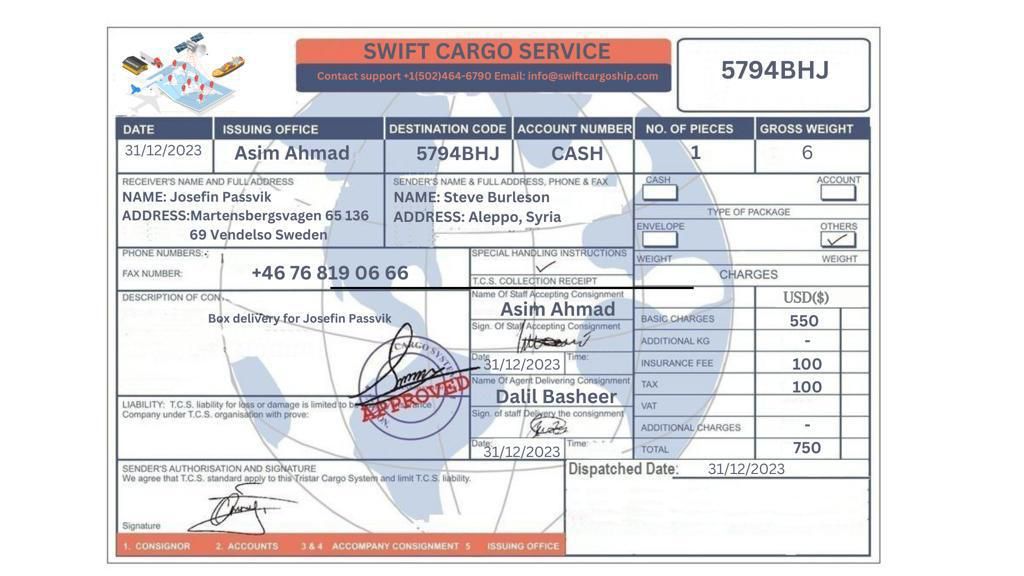 SWIFT CARGO SERVICE
Contact support +1(502)464-6790 Email: info@swiftcargoship.com
5794BHJ
DATE ISSUING OFFICE DESTINATION CODE ACCOUNT NUMBER NO. OF PIECES GROSS WEIGHT
31/12/2023 Asim Ahmad 5794BHJ CASH 1 6
RECEIVER'S NAME AND FULL ADDRESS
NAME: Josefin Passvik
ADDRESS:Martensbergsvagen 65 136
69 Vendelso Sweden
SENDER'S NAME & FULL ADDRESS, PHONE & FAX
NAME: Steve Burleson
ADDRESS: Aleppo, Syria
CASH ACCOUNT
TYPE OF PACKAGE
ENVELOPE OTHERS
WEIGHT WEIGHT
PHONE NUMBERS:
FAX NUMBER: +46 76 819 06 66
SPECIAL HANDLING INSTRUCTIONS
T.C.S. COLLECTION RECEIPT
CHARGES
USD($)
BASIC CHARGES 550
ADDITIONAL KG -
INSURANCE FEE 100
TAX 100
VAT
ADDITIONAL CHARGES -
TOTAL 750
DESCRIPTION OF CON
Box delivery for Josefin Passvik
Name Of Staff Accepting Consignment
Asim Ahmad
Sign. Of Staff Accepting Consignment
Date 31/12/2023 Time:
Name Of Agent Delivering Consignment
Dalil Basheer
Sign. of staff Delivery the consignment
Date: 31/12/2023 Time:
CARGO SYSTE
APPROVED
LIABILITY: T.C.S. liability for loss or damage is limited to
Company under T.C.S. organisation with prove:
SENDER'S AUTHORISATION AND SIGNATURE
We agree that T.C.S. standard apply to this Tristar Cargo System and limit T.C.S. liability.
Signature
Dispatched Date: 31/12/2023
1. CONSIGNOR 2. ACCOUNTS 3 & 4 ACCOMPANY CONSIGNMENT 5 ISSUING OFFICE